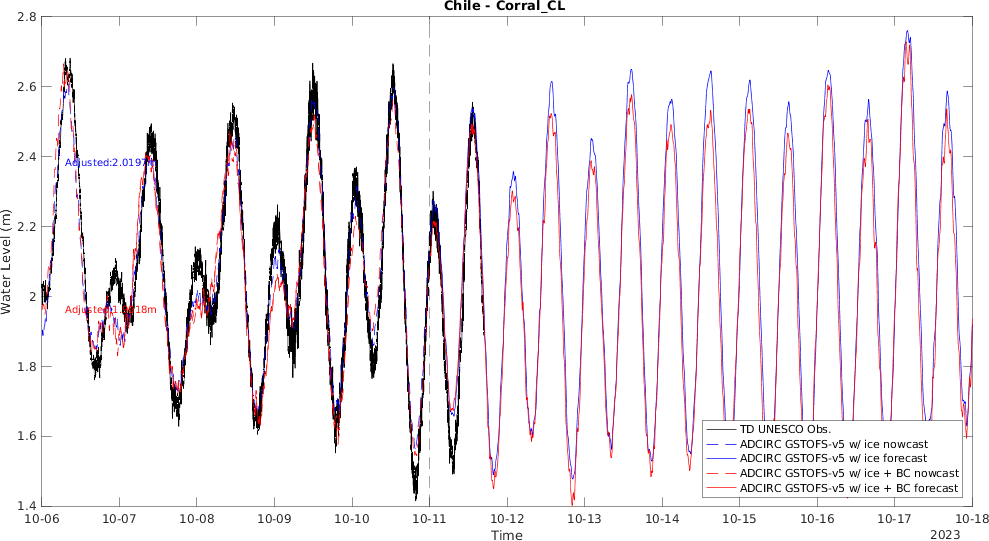 Chile - Corral_CL
Water Level (m)
2.8
2.6
2.4
2.2
2
1.8
1.6
1.4
Adjusted:2.0197m
TD UNESCO Obs.
ADCIRC GSTOFS-v5 w/ ice nowcast
ADCIRC GSTOFS-v5 w/ ice forecast
ADCIRC GSTOFS-v5 w/ ice + BC nowcast
ADCIRC GSTOFS-v5 w/ ice + BC forecast
10-06 10-07 10-08 10-09 10-10 10-11 10-12 10-13 10-14 10-15 10-16 10-17 10-18
Time
2023